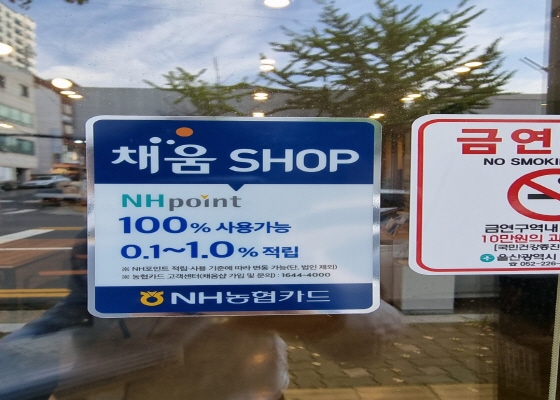 채움 SHOP
NHpoint
100% 사용가능
0.1~1.0% 적립
※ NH포인트 적립·사용 기준에 따라 변동 가능(단, 법인 제외)
※ 농협카드 고객센터(채움샵 가입 및 문의) : 1644-4000
NH농협카드
금연
NO SMOKI
금연구역내
10만원의 과
[국민건강증진
울산광역시
☎ 052-226-